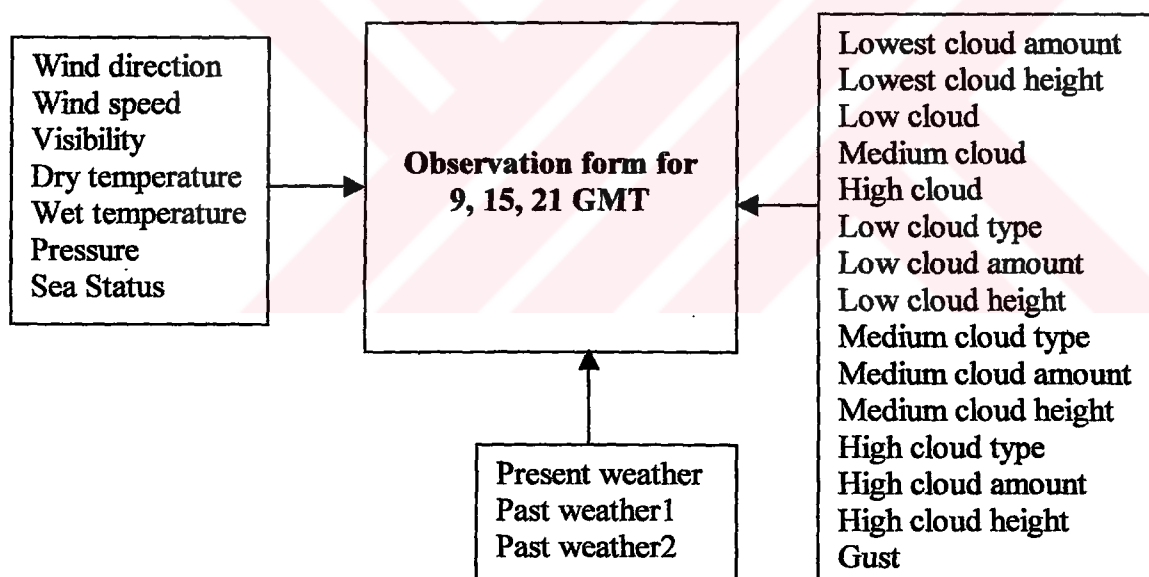 Wind direction
Wind speed
Visibility
Dry temperature
Wet temperature
Pressure
Sea Status
Observation form for
9, 15, 21 GMT
Lowest cloud amount
Lowest cloud height
Low cloud
Medium cloud
High cloud
Low cloud type
Low cloud amount
Low cloud height
Medium cloud type
Medium cloud amount
Medium cloud height
High cloud type
High cloud amount
High cloud height
Gust
Present weather
Past weather1
Past weather2